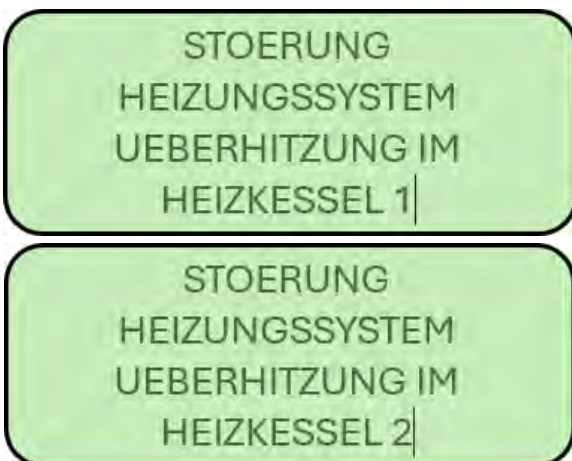 STOERUNG
HEIZUNGSSYSTEM
UEBERHITZUNG IM
HEIZKESSEL 1
STOERUNG
HEIZUNGSSYSTEM
UEBERHITZUNG IM
HEIZKESSEL 2